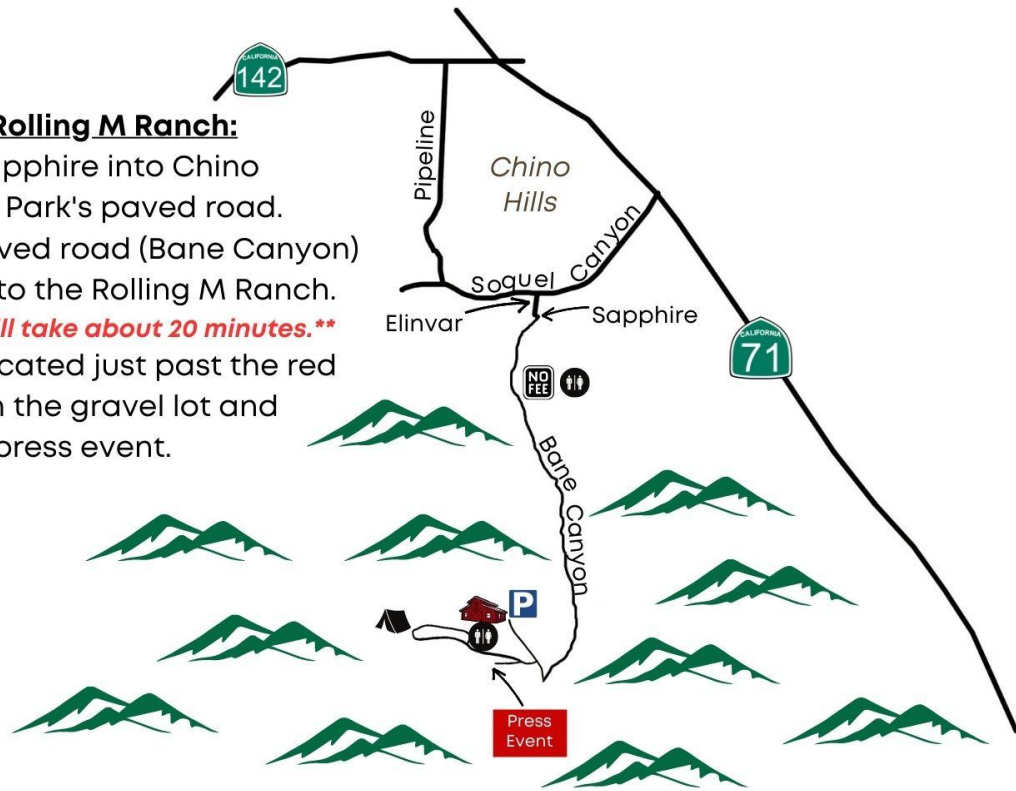 CALIFORNIA
142
Rolling M Ranch:
pphire into Chino
Park's paved road.
ved road (Bane Canyon)
to the Rolling M Ranch.
ll take about 20 minutes.**
cated just past the red
n the gravel lot and
press event.
Pipeline
Chino
Hills
Soquel Canyon
Elinvar
Sapphire
CALIFORNIA
71
NO
FEE
Bane Canyon
P
Press
Event